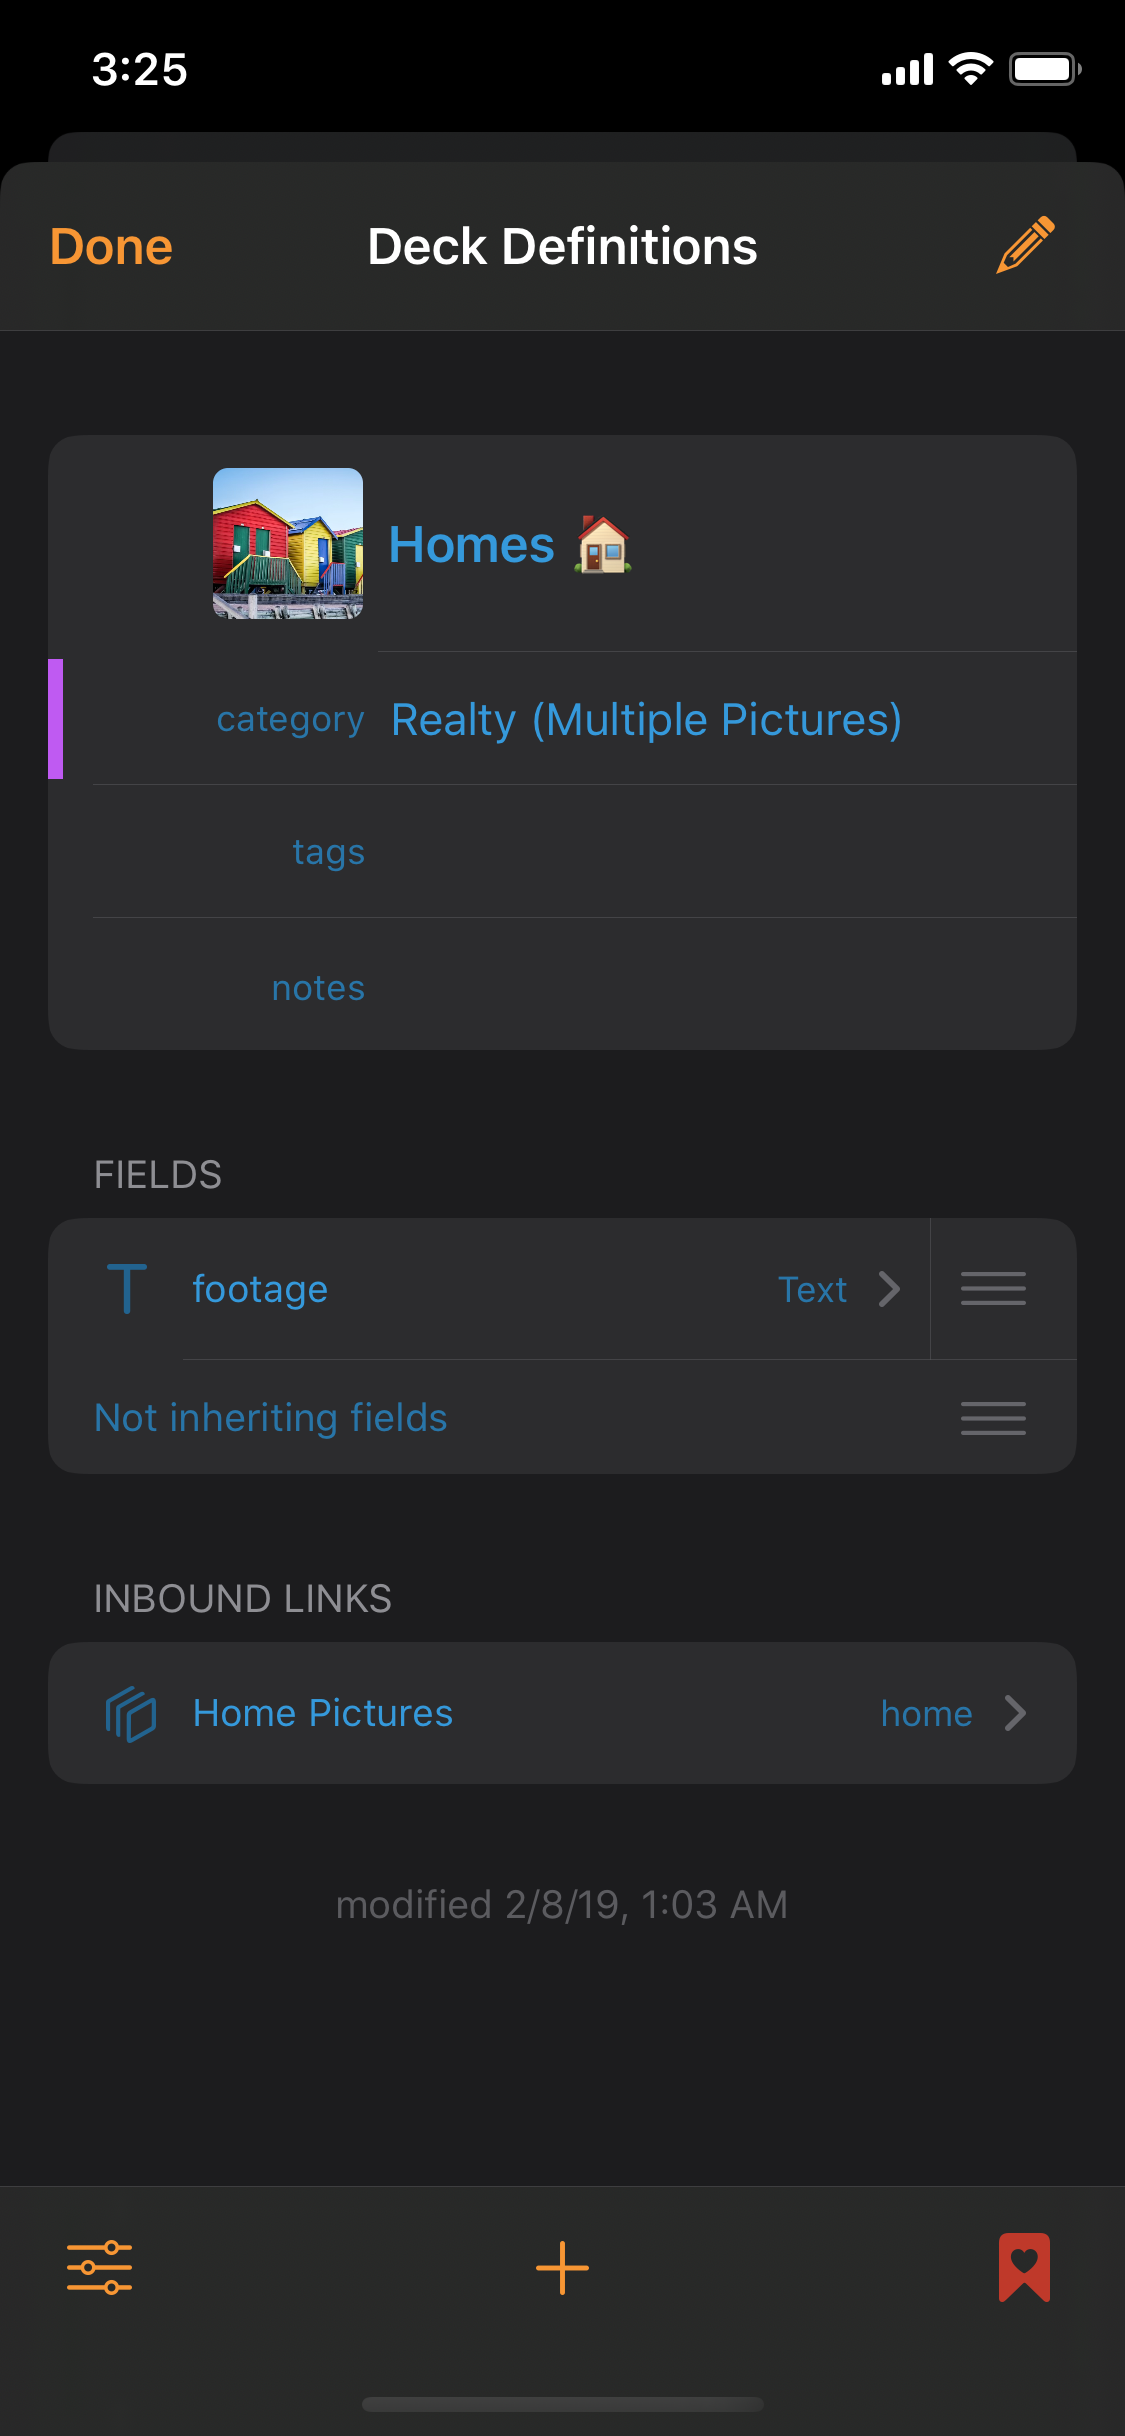 3:25
Done
Deck Definitions
Homes 🏠
category Realty (Multiple Pictures)
tags
notes
FIELDS
footage Text
Not inheriting fields
INBOUND LINKS
Home Pictures home
modified 2/8/19, 1:03 AM